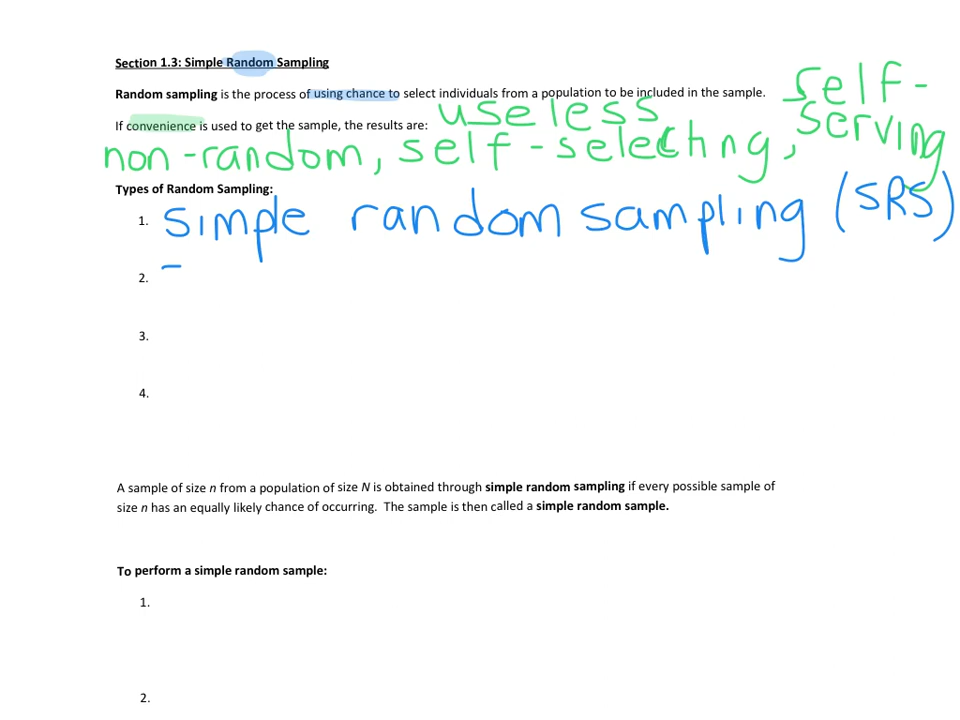 Section 1.3: Simple Random Sampling
Random sampling is the process of using chance to select individuals from a population to be included in the sample.
If convenience is used to get the sample, the results are: useless self-serving
non-random, self-selecting,
Types of Random Sampling:
1. Simple random sampling (SRS)
2.
3.
4.
A sample of size n from a population of size N is obtained through simple random sampling if every possible sample of
size n has an equally likely chance of occurring. The sample is then called a simple random sample.
To perform a simple random sample:
1.
2.